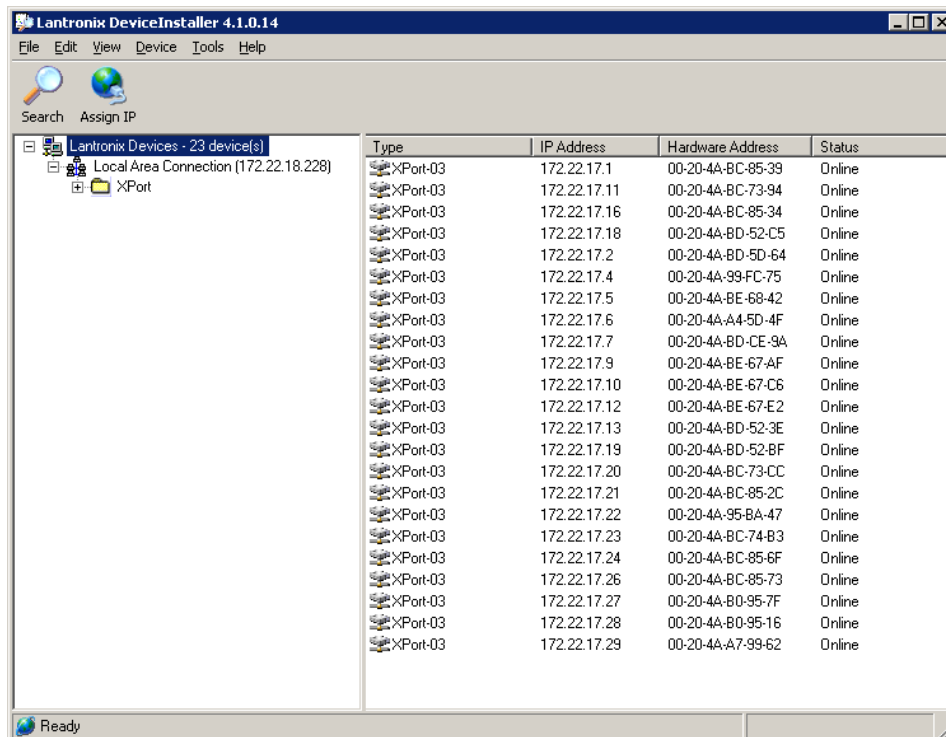 Lantronix DeviceInstaller 4.1.0.14
File Edit View Device Tools Help
Search Assign IP
Lantronix Devices - 23 device(s)
Local Area Connection (172.22.18.228)
XPort
Type IP Address Hardware Address Status
XPort-03 172.22.17.1 00-20-4A-BC-85-39 Online
XPort-03 172.22.17.11 00-20-4A-BC-73-94 Online
XPort-03 172.22.17.16 00-20-4A-BC-85-34 Online
XPort-03 172.22.17.18 00-20-4A-BD-52-C5 Online
XPort-03 172.22.17.2 00-20-4A-BD-5D-64 Online
XPort-03 172.22.17.4 00-20-4A-99-FC-75 Online
XPort-03 172.22.17.5 00-20-4A-BE-68-42 Online
XPort-03 172.22.17.6 00-20-4A-A4-5D-4F Online
XPort-03 172.22.17.7 00-20-4A-BD-CE-9A Online
XPort-03 172.22.17.9 00-20-4A-BE-67-AF Online
XPort-03 172.22.17.10 00-20-4A-BE-67-C6 Online
XPort-03 172.22.17.12 00-20-4A-BE-67-E2 Online
XPort-03 172.22.17.13 00-20-4A-BD-52-3E Online
XPort-03 172.22.17.19 00-20-4A-BD-52-BF Online
XPort-03 172.22.17.20 00-20-4A-BC-73-CC Online
XPort-03 172.22.17.21 00-20-4A-BC-85-2C Online
XPort-03 172.22.17.22 00-20-4A-95-BA-47 Online
XPort-03 172.22.17.23 00-20-4A-BC-74-B3 Online
XPort-03 172.22.17.24 00-20-4A-BC-85-6F Online
XPort-03 172.22.17.26 00-20-4A-BC-85-73 Online
XPort-03 172.22.17.27 00-20-4A-B0-95-7F Online
XPort-03 172.22.17.28 00-20-4A-B0-95-16 Online
XPort-03 172.22.17.29 00-20-4A-A7-99-62 Online
Ready